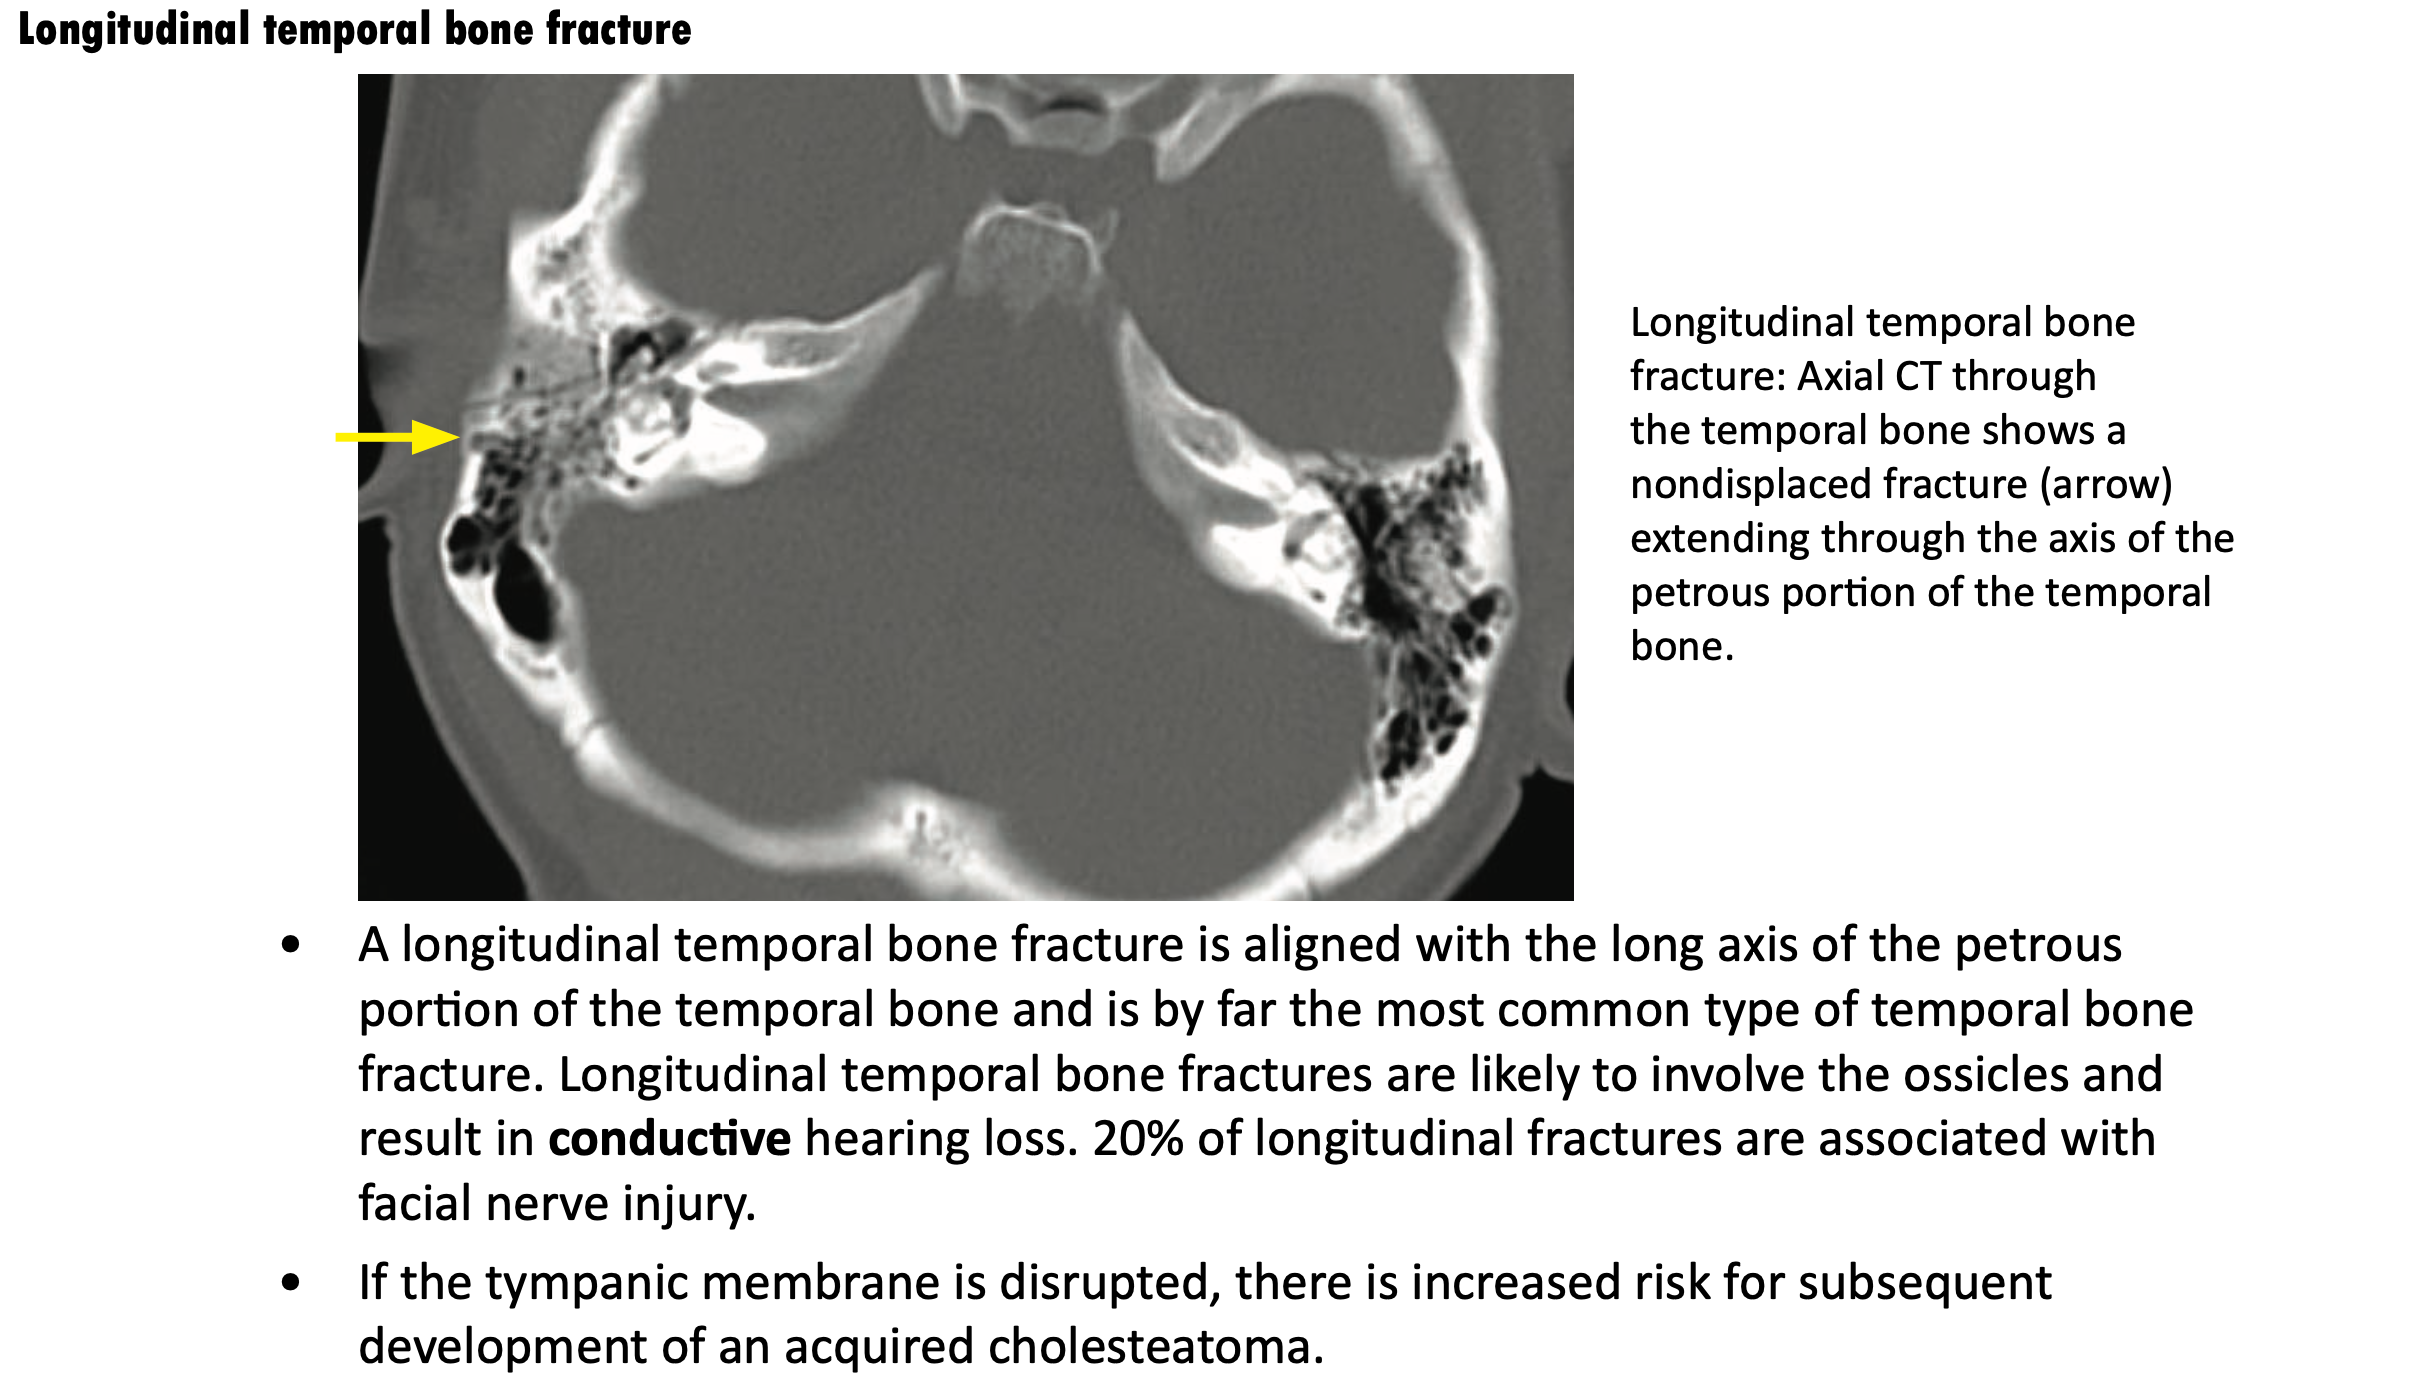 Longitudinal temporal bone fracture
Longitudinal temporal bone
fracture: Axial CT through
the temporal bone shows a
nondisplaced fracture (arrow)
extending through the axis of the
petrous portion of the temporal
bone.
• A longitudinal temporal bone fracture is aligned with the long axis of the petrous
portion of the temporal bone and is by far the most common type of temporal bone
fracture. Longitudinal temporal bone fractures are likely to involve the ossicles and
result in conductive hearing loss. 20% of longitudinal fractures are associated with
facial nerve injury.
• If the tympanic membrane is disrupted, there is increased risk for subsequent
development of an acquired cholesteatoma.